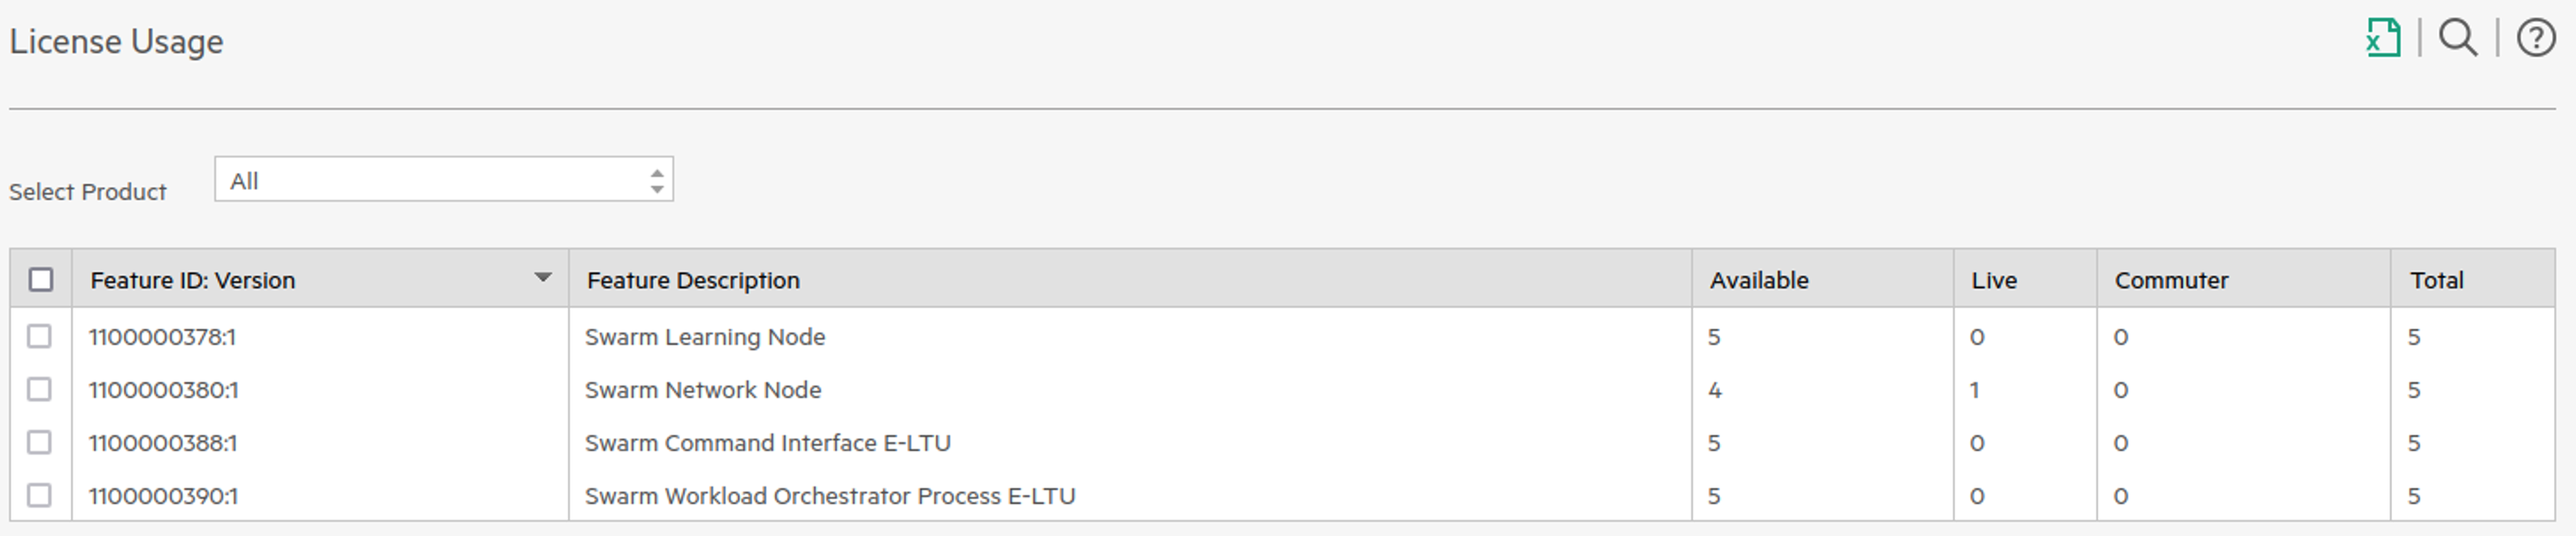 License Usage
Select Product All
Feature ID: Version Feature Description Available Live Commuter Total
1100000378:1 Swarm Learning Node 5 0 0 5
1100000380:1 Swarm Network Node 4 1 0 5
1100000388:1 Swarm Command Interface E-LTU 5 0 0 5
1100000390:1 Swarm Workload Orchestrator Process E-LTU 5 0 0 5